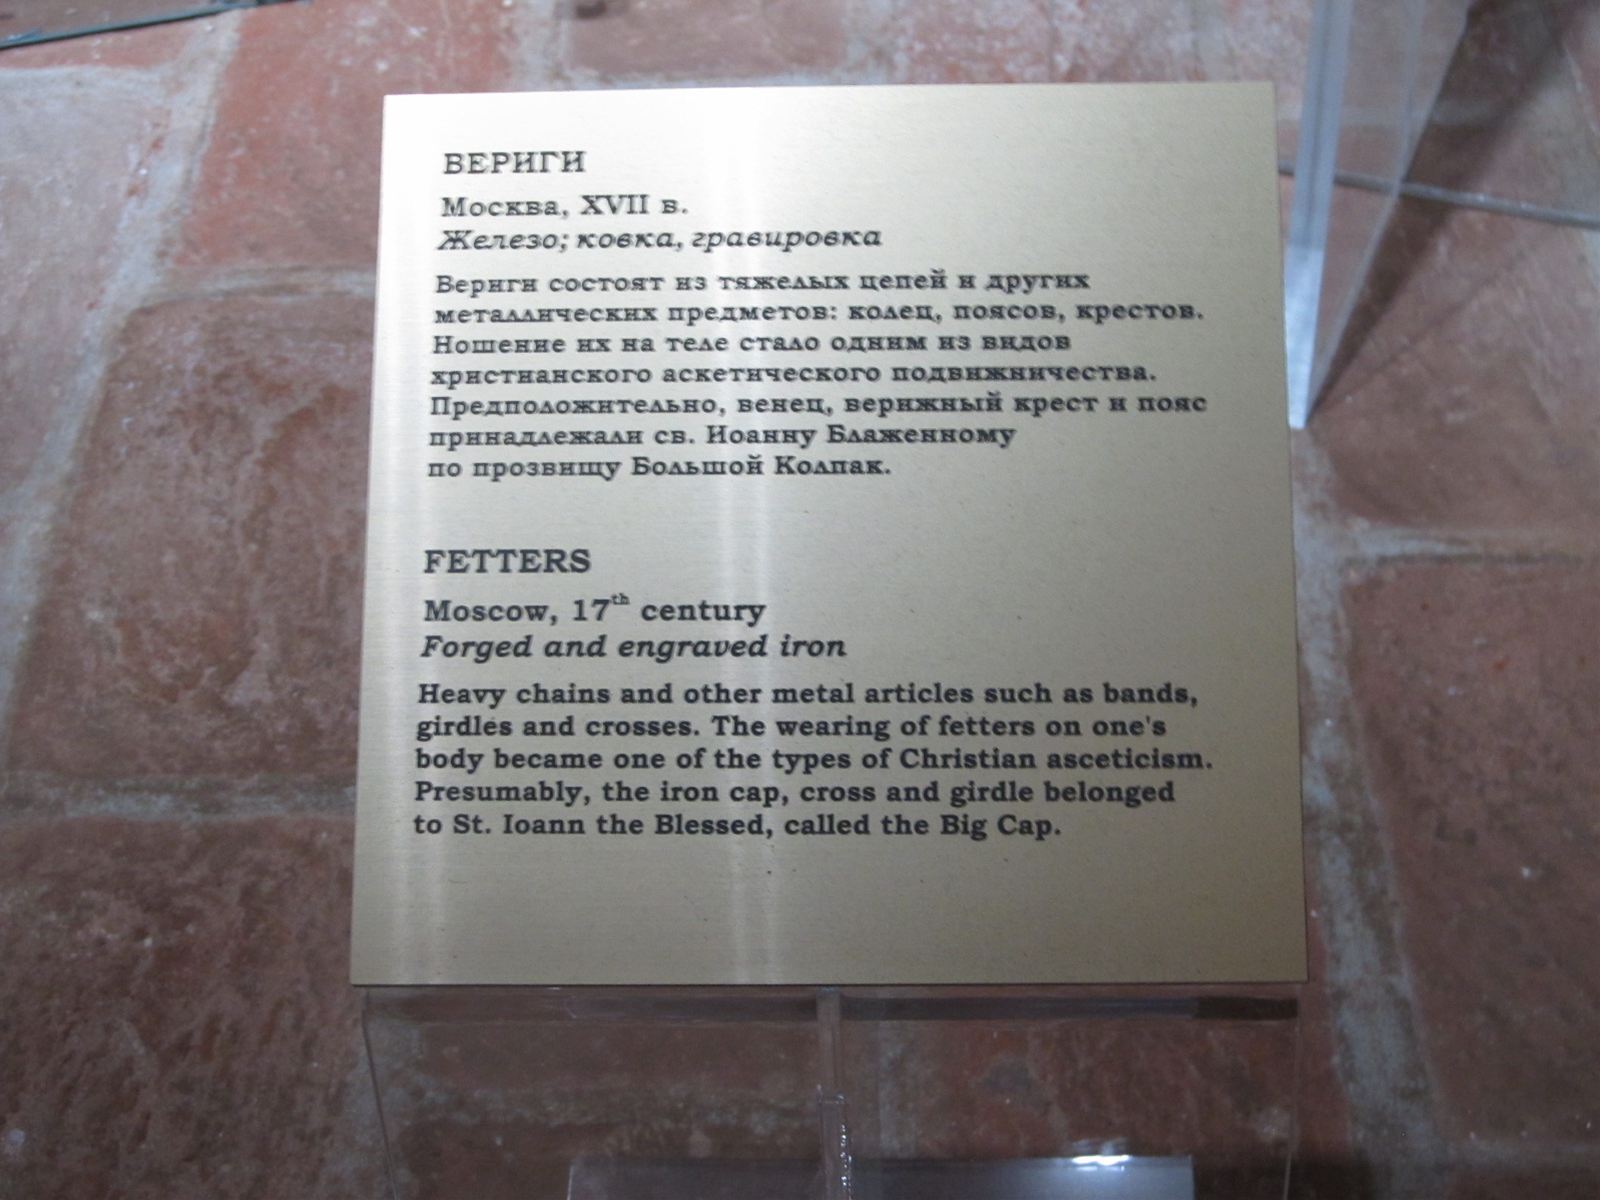 ВЕРИГИ
Москва, XVII в.
Железо; ковка, гравировка
Вериги состоят из тяжелых цепей и других
металлических предметов: колец, поясов, крестов.
Ношение их на теле стало одним из видов
христианского аскетического подвижничества.
Предположительно, венец, верижный крест и пояс
принадлежали св. Иоанну Блаженному
по прозвищу Большой Колпак.
FETTERS
Moscow, 17th century
Forged and engraved iron
Heavy chains and other metal articles such as bands,
girdles and crosses. The wearing of fetters on one's
body became one of the types of Christian asceticism.
Presumably, the iron cap, cross and girdle belonged
to St. Ioann the Blessed, called the Big Cap.